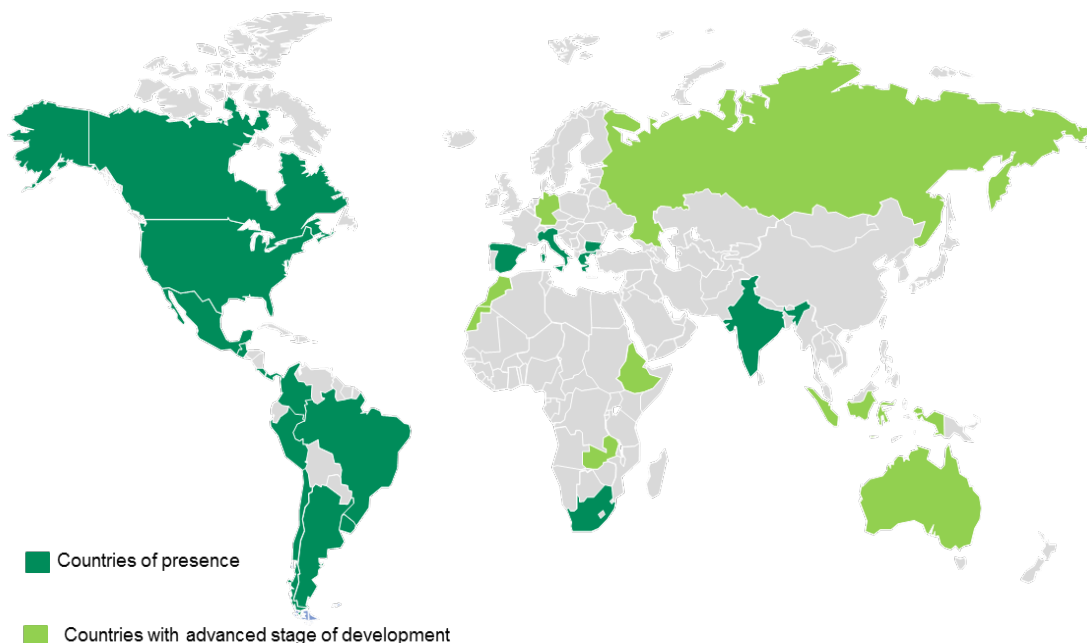 Countries of presence
Countries with advanced stage of development